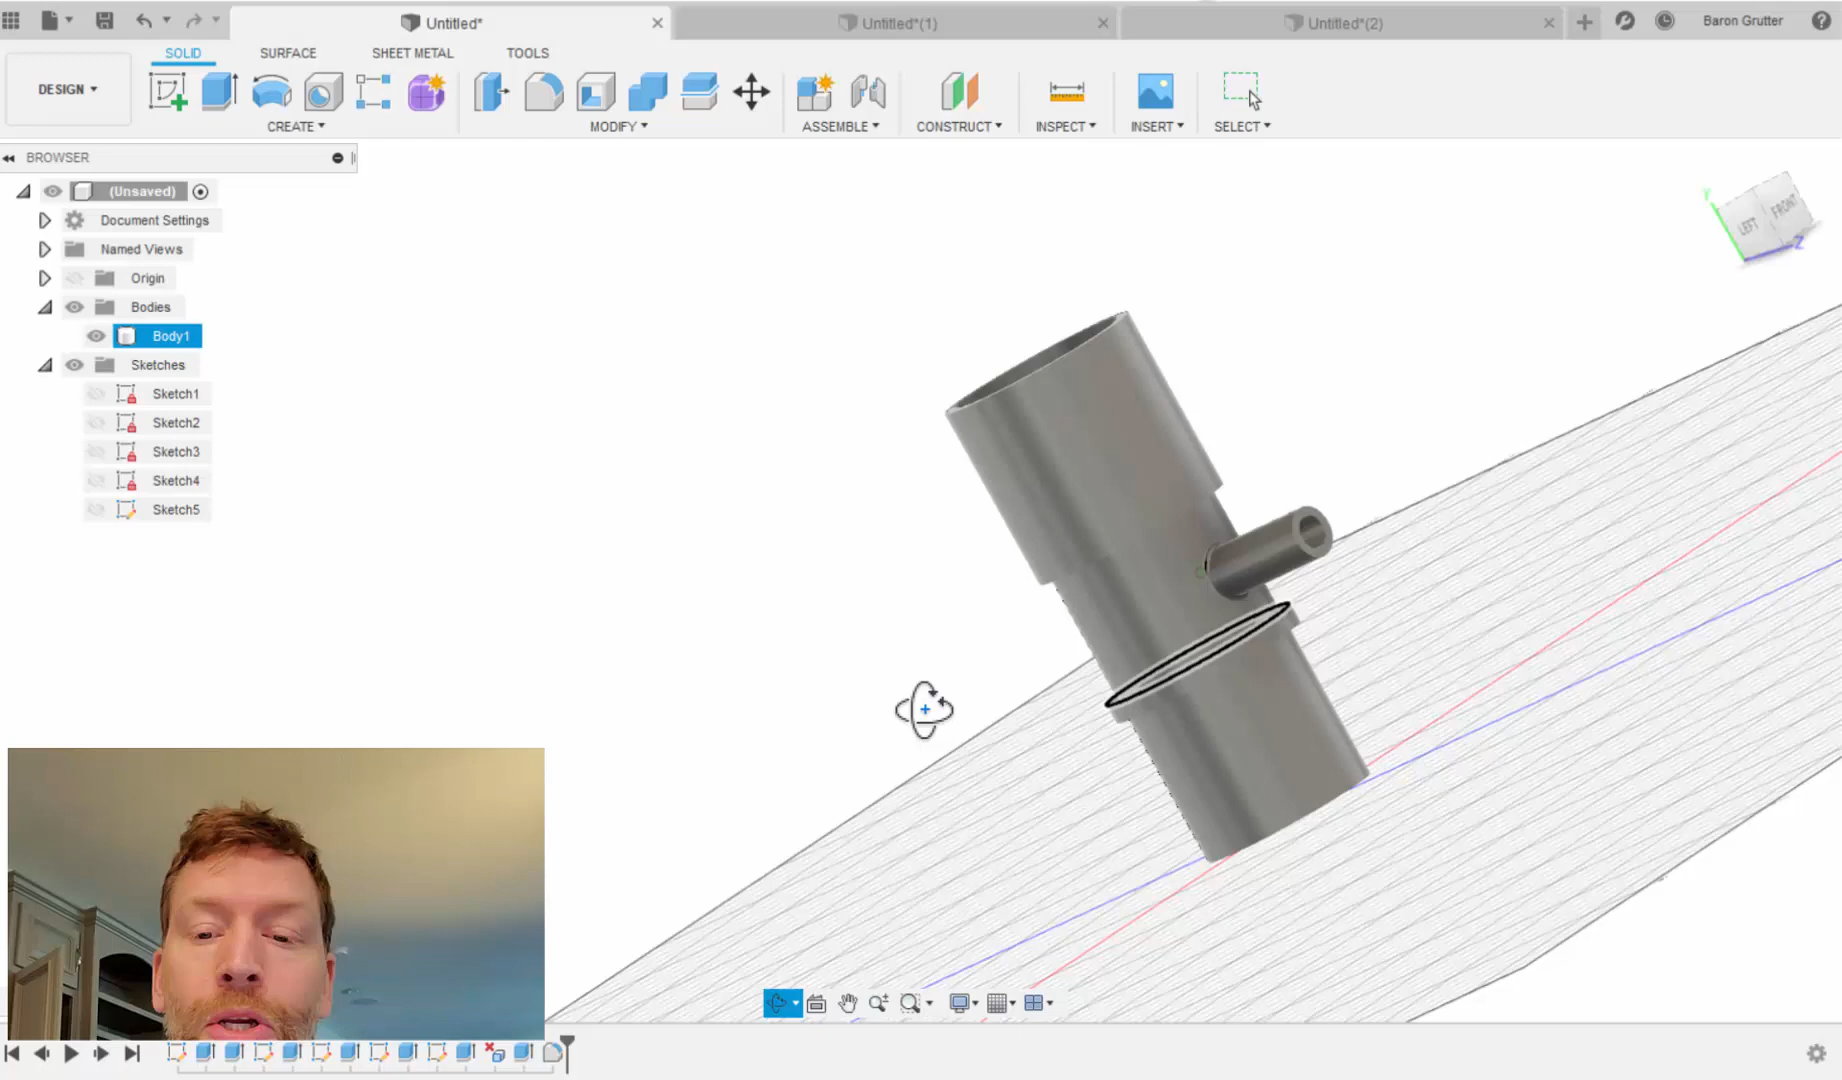 Untitled*
Untitled*(1)
Untitled*(2)
Baron Grutter
DESIGN
SOLID
SURFACE
SHEET METAL
TOOLS
CREATE
MODIFY
ASSEMBLE
CONSTRUCT
INSPECT
INSERT
SELECT
BROWSER
(Unsaved)
Document Settings
Named Views
Origin
Bodies
Body1
Sketches
Sketch1
Sketch2
Sketch3
Sketch4
Sketch5
Y
LEFT
FRONT
Z